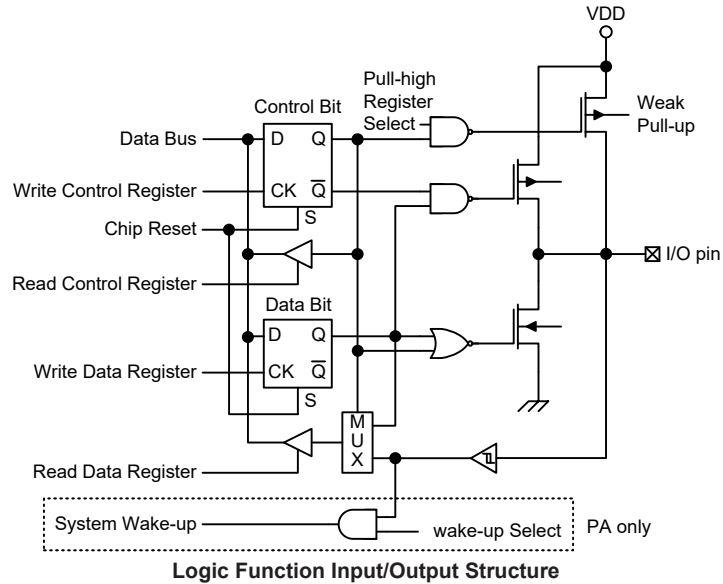 VDD
Pull-high
Register
Select
Control Bit
Weak
Pull-up
Data Bus
D
Q
Write Control Register
CK
Q
S
Chip Reset
I/O pin
Read Control Register
Data Bit
D
Q
Write Data Register
CK
Q
S
M
U
X
Read Data Register
System Wake-up
wake-up Select
PA only
Logic Function Input/Output Structure